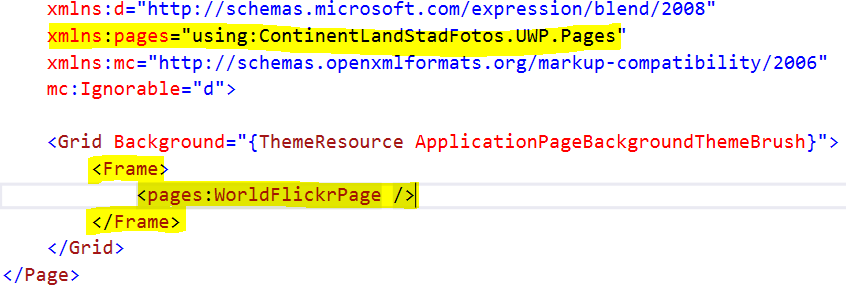 xmlns:d="http://schemas.microsoft.com/expression/blend/2008"
xmlns:pages="using:ContinentLandStadFotos.UWP.Pages"
xmlns:mc="http://schemas.openxmlformats.org/markup-compatibility/2006"
mc:Ignorable="d">
<Grid Background="{ThemeResource ApplicationPageBackgroundThemeBrush}">
<Frame>
<pages:WorldFlickrPage />
</Frame>
</Grid>
</Page>